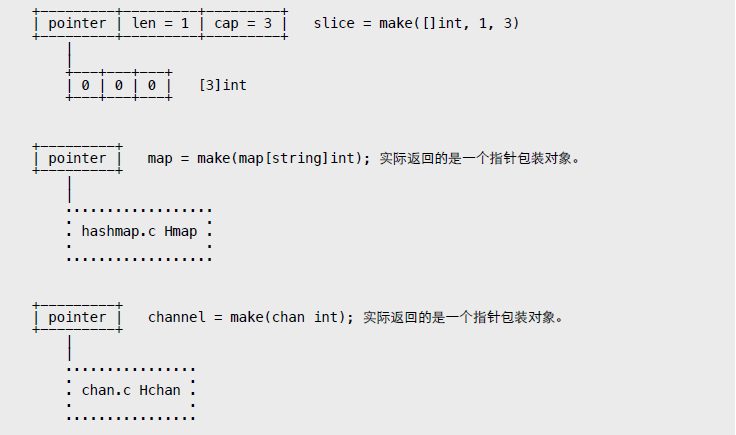 | pointer | len = 1 | cap = 3 | slice = make([]int, 1, 3)
| 0 | 0 | 0 | [3]int
| pointer | map = make(map[string]int); 实际返回的是一个指针包装对象。
hashmap.c Hmap
| pointer | channel = make(chan int); 实际返回的是一个指针包装对象。
chan.c Hchan